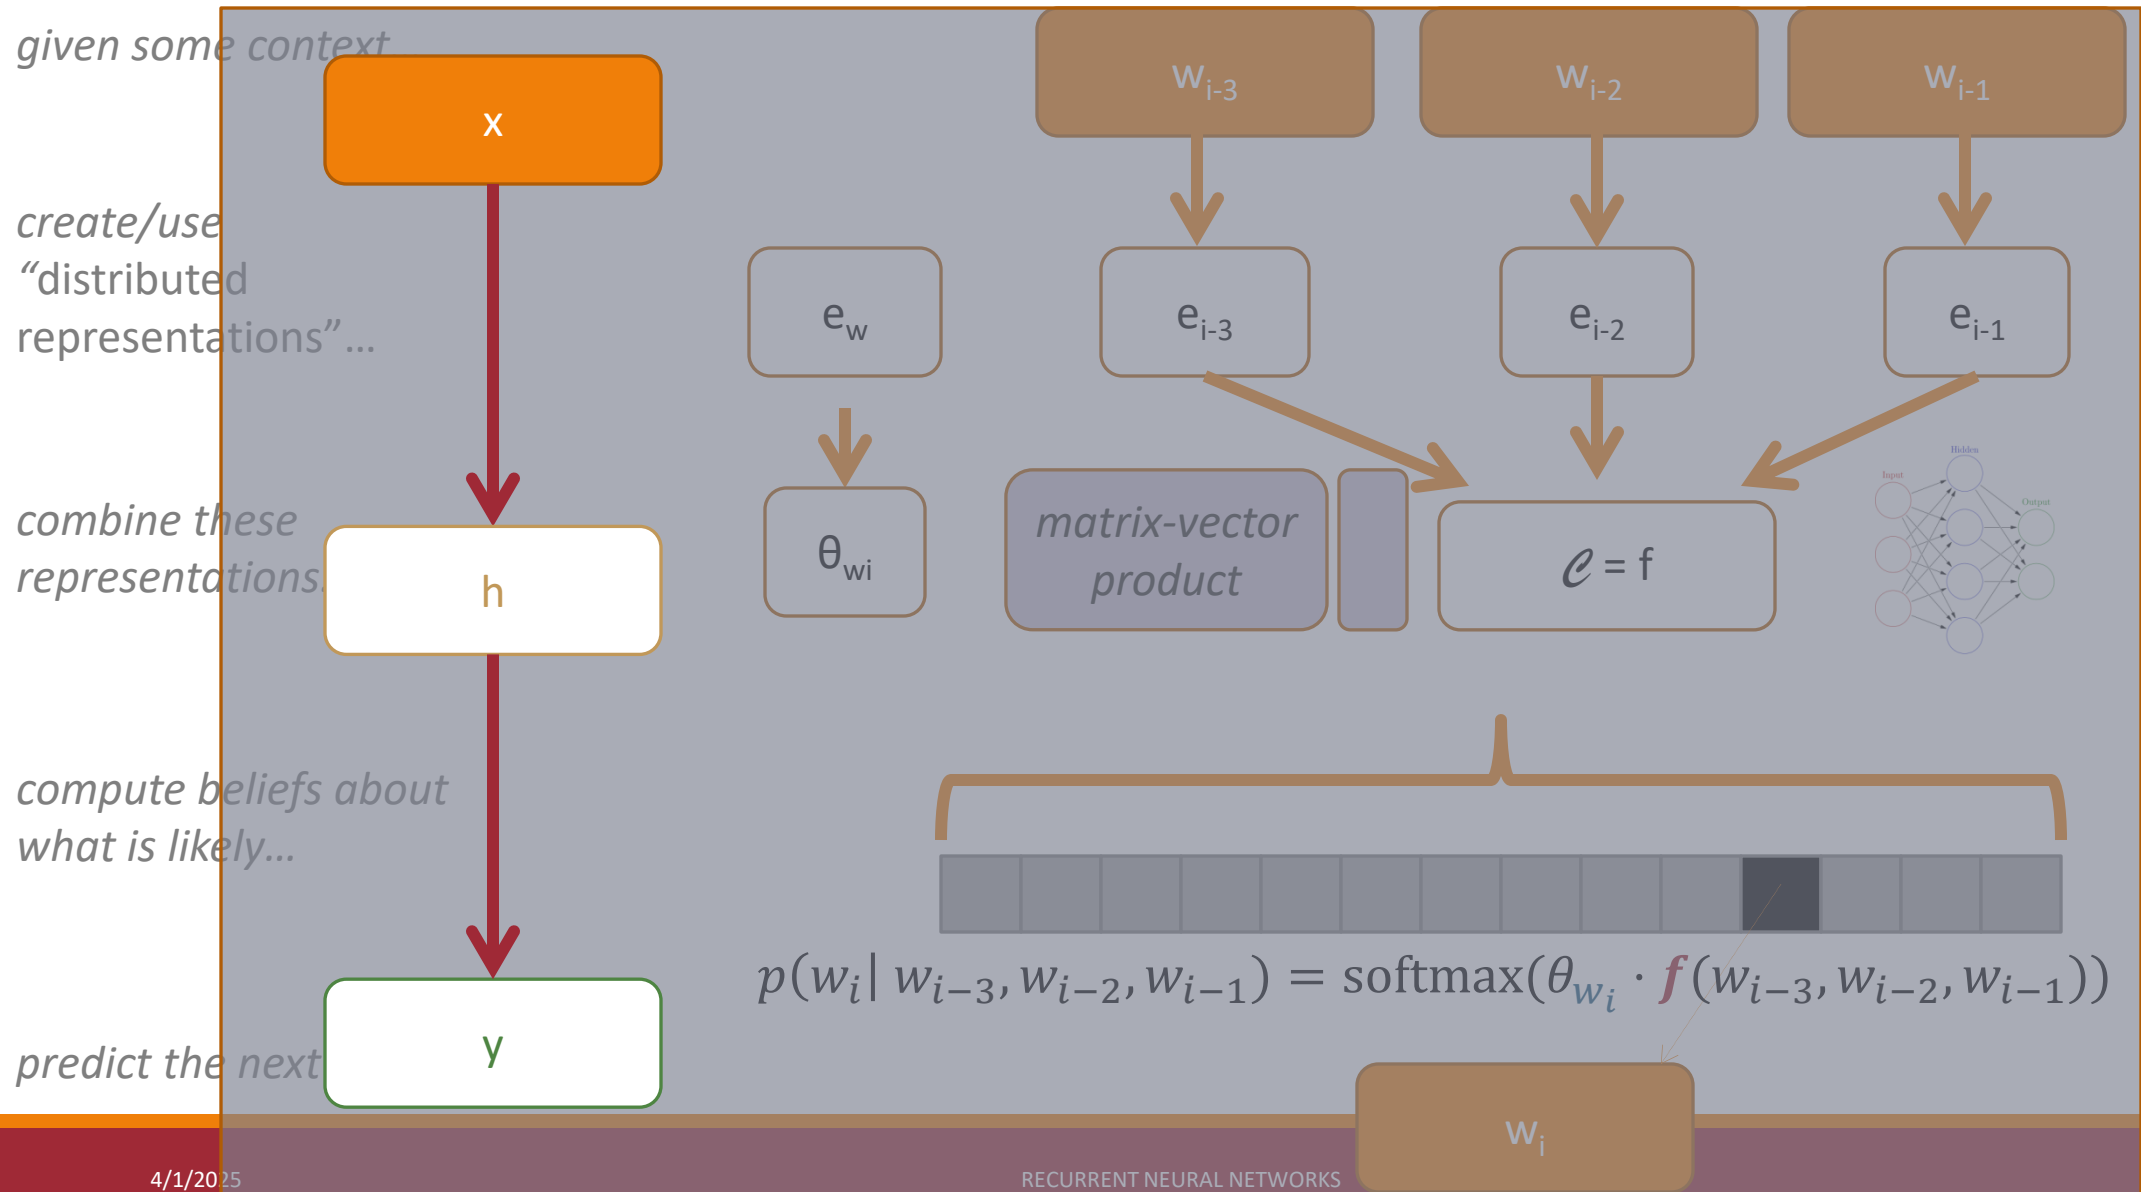 given some context
x
w_{i-3}
w_{i-2}
w_{i-1}
create/use
“distributed
representations”…
e_w
e_{i-3}
e_{i-2}
e_{i-1}
combine these
representations
h
θ_{wi}
matrix-vector
product
𝒞 = f
Input
Hidden
Output
compute beliefs about
what is likely…
p(w_i| w_{i−3}, w_{i−2}, w_{i−1}) = softmax(θ_{w_i} · f(w_{i−3}, w_{i−2}, w_{i−1}))
predict the next
y
w_i
4/1/2025
RECURRENT NEURAL NETWORKS